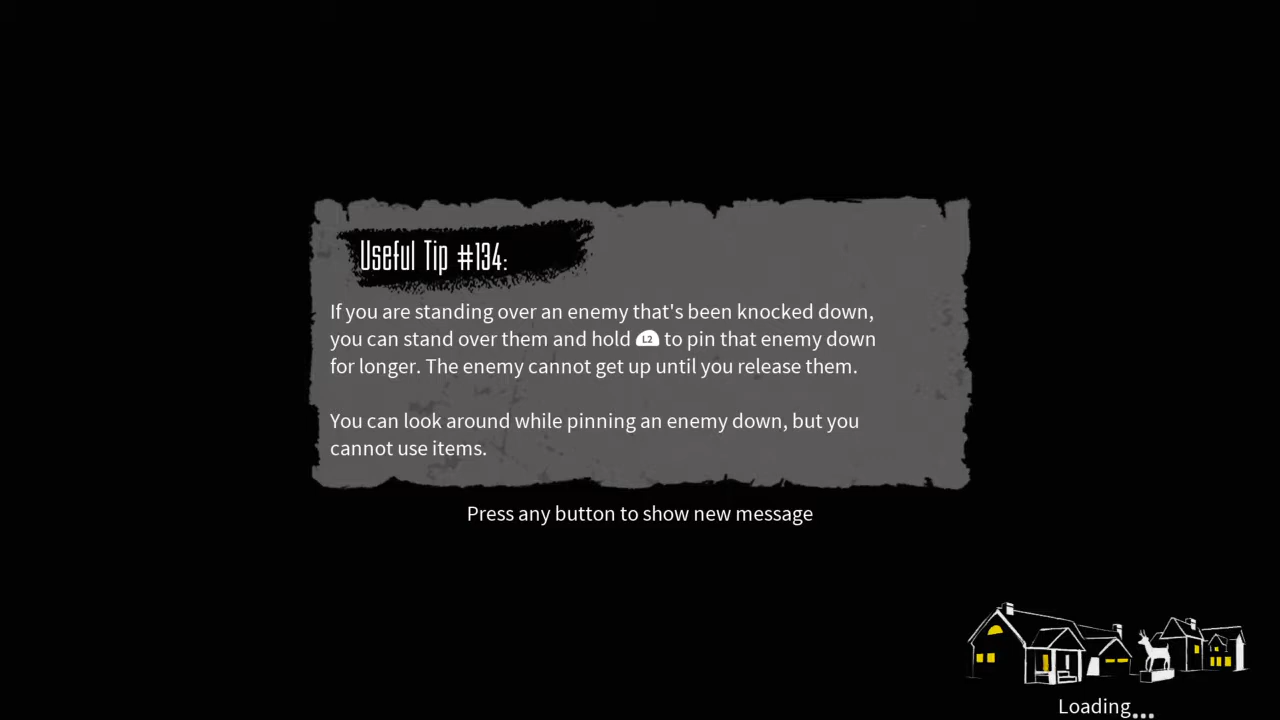 Useful Tip #134:
If you are standing over an enemy that's been knocked down,
you can stand over them and hold L2 to pin that enemy down
for longer. The enemy cannot get up until you release them.
You can look around while pinning an enemy down, but you
cannot use items.
Press any button to show new message
Loading...